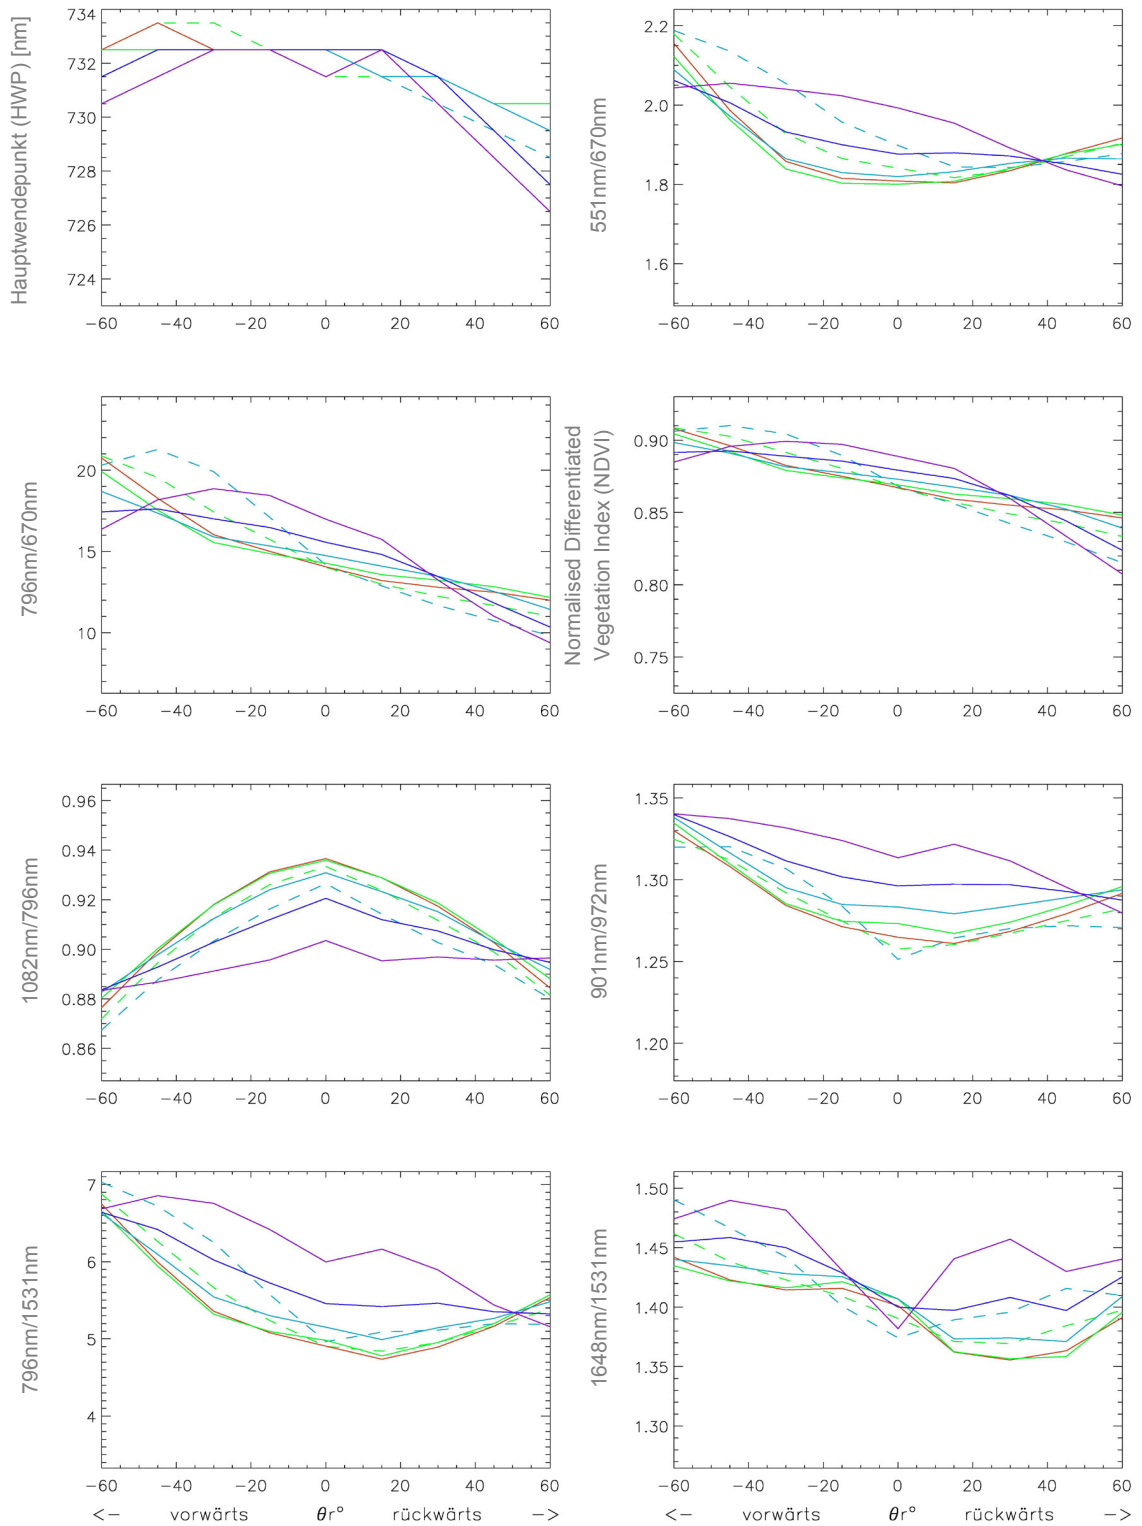 Hauptwendepunkt (HWP) [nm]
734
732
730
728
726
724
-60 -40 -20 0 20 40 60
551nm/670nm
2.2
2.0
1.8
1.6
-60 -40 -20 0 20 40 60
796nm/670nm
20
15
10
-60 -40 -20 0 20 40 60
Normalised Differentiated
Vegetation Index (NDVI)
0.90
0.85
0.80
0.75
-60 -40 -20 0 20 40 60
1082nm/796nm
0.96
0.94
0.92
0.90
0.88
0.86
-60 -40 -20 0 20 40 60
901nm/972nm
1.35
1.30
1.25
1.20
-60 -40 -20 0 20 40 60
796nm/1531nm
7
6
5
4
-60 -40 -20 0 20 40 60
<- vorwärts θr° rückwärts ->
1648nm/1531nm
1.50
1.45
1.40
1.35
1.30
-60 -40 -20 0 20 40 60
<- vorwärts θr° rückwärts ->